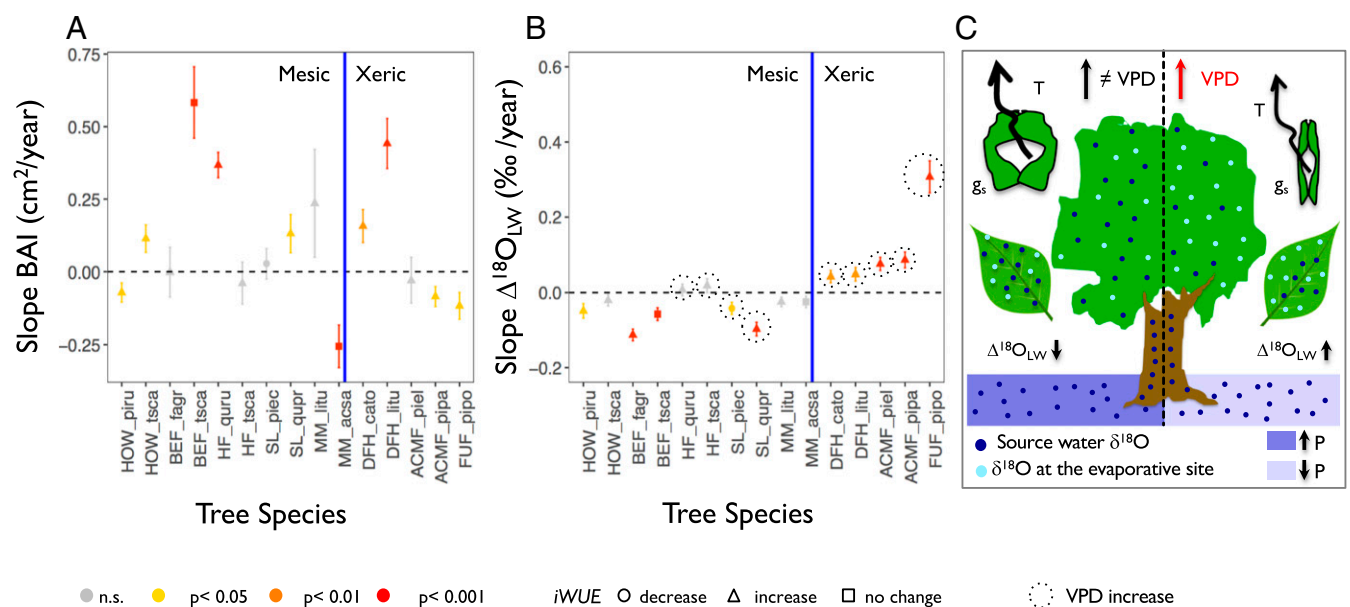 A
Slope BAI (cm²/year)
0.75
0.50
0.25
0.00
−0.25
Mesic
Xeric
HOW_piru
HOW_tsca
BEF_fagr
BEF_tsca
HF_quru
HF_tsca
SL_piec
SL_qupr
MM_litu
MM_acsa
DFH_cato
DFH_litu
ACMF_piel
ACMF_pipa
FUF_pipo
Tree Species
B
Slope Δ¹⁸O_LW (‰/year)
0.6
0.4
0.2
0.0
−0.2
Mesic
Xeric
HOW_piru
HOW_tsca
BEF_fagr
BEF_tsca
HF_quru
HF_tsca
SL_piec
SL_qupr
MM_litu
MM_acsa
DFH_cato
DFH_litu
ACMF_piel
ACMF_pipa
FUF_pipo
Tree Species
C
T
↑ ≠ VPD
↑ VPD
T
gs
gs
Δ¹⁸O_LW ↓
Δ¹⁸O_LW ↑
Source water δ¹⁸O
δ¹⁸O at the evaporative site
↑ P
↓ P
n.s.
p< 0.05
p< 0.01
p< 0.001
iWUE
decrease
increase
no change
VPD increase